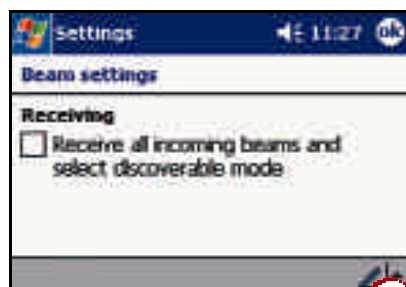 Settings 11:27 ok
Beam settings
Receiving
Receive all incoming beams and
select discoverable mode